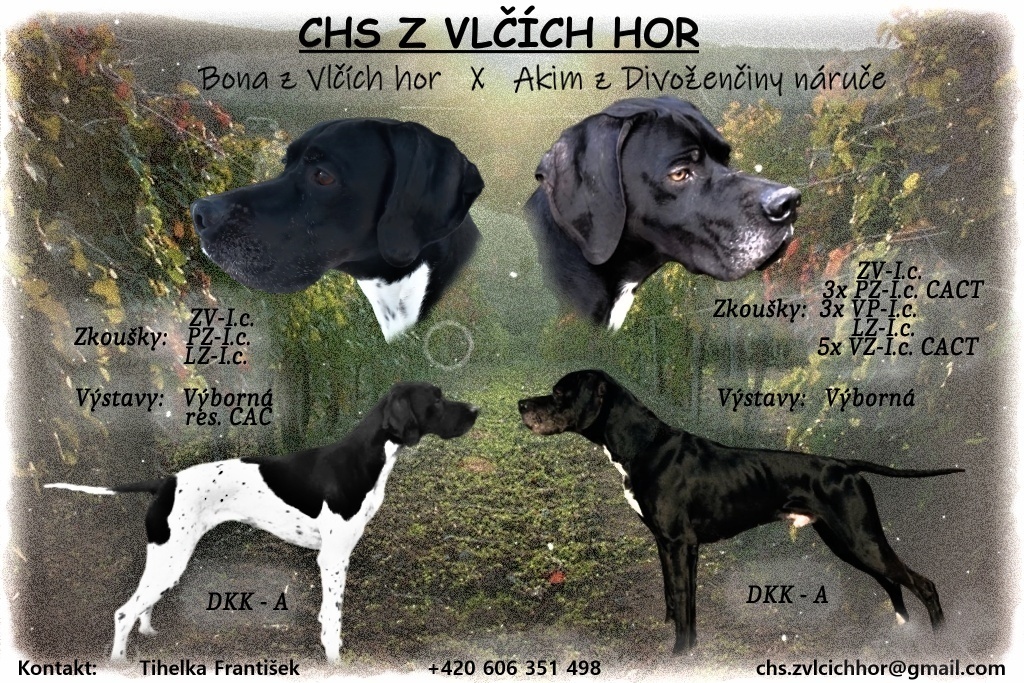 CHS Z VLČÍCH HOR
Bona z Vlčích hor X Akim z Divoženčiny náruče
Zkoušky: ZV-I.c.
PZ-I.c.
LZ-I.c.
Výstavy: Výborná
res. CAC
DKK - A
ZV-I.c.
3x PZ-I.c. CACT
Zkoušky: 3x VP-I.c.
LZ-I.c.
5x VZ-I.c. CACT
Výstavy: Výborná
DKK - A
Kontakt: Tihelka František +420 606 351 498 chs.zvlcichhor@gmail.com